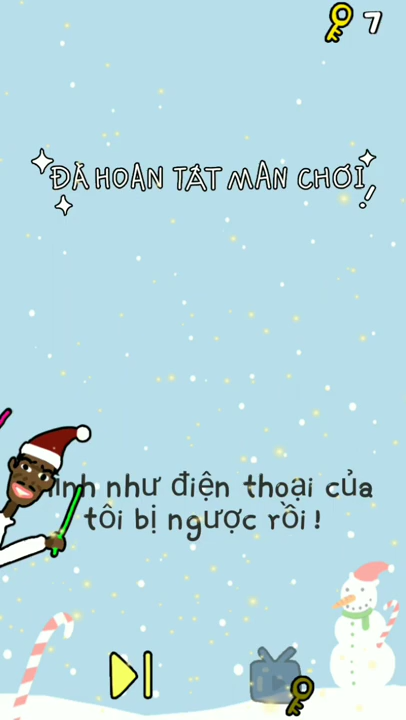 7
ĐÃ HOÀN TẤT MÀN CHƠI!
như điện thoại của
tôi bị ngược rồi!